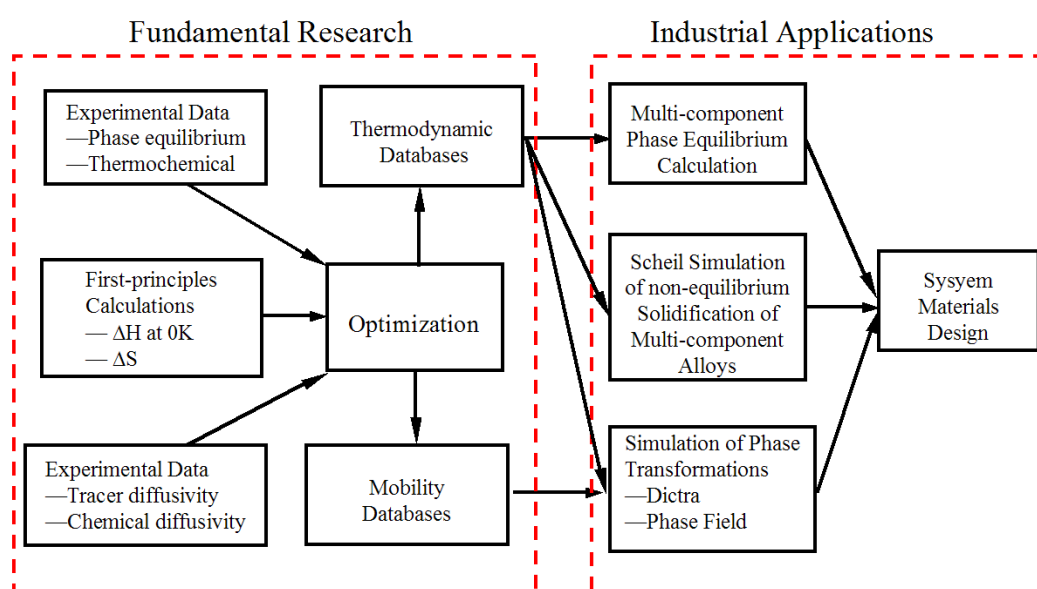 Fundamental Research
Industrial Applications
Experimental Data
—Phase equilibrium
—Thermochemical
Thermodynamic
Databases
Multi-component
Phase Equilibrium
Calculation
First-principles
Calculations
— ΔH at 0K
— ΔS
Optimization
Scheil Simulation
of non-equilibrium
Solidification of
Multi-component
Alloys
Sysyem
Materials
Design
Experimental Data
—Tracer diffusivity
—Chemical diffusivity
Mobility
Databases
Simulation of Phase
Transformations
—Dictra
—Phase Field